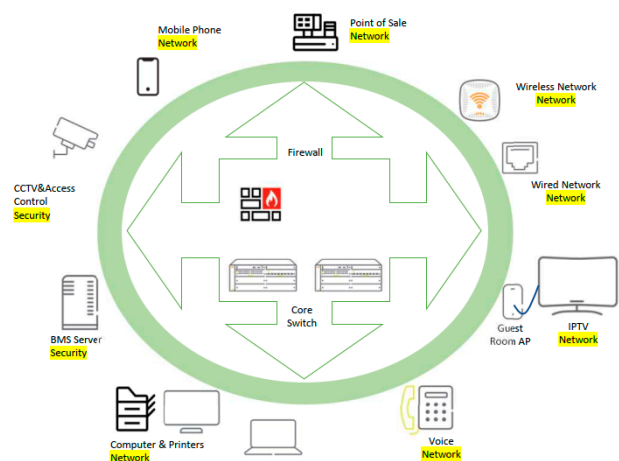 Point of Sale
Network
Mobile Phone
Network
Wireless Network
Network
Firewall
Wired Network
Network
CCTV&Access
Control
Security
Core
Switch
BMS Server
Security
Guest
Room AP
IPTV
Network
Computer & Printers
Network
Voice
Network